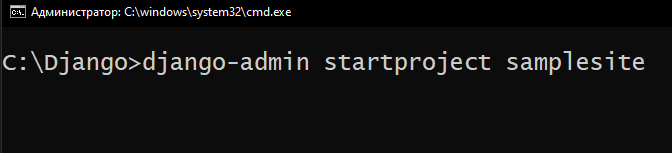 Администратор: C:\windows\system32\cmd.exe
C:\Django>django-admin startproject samplesite